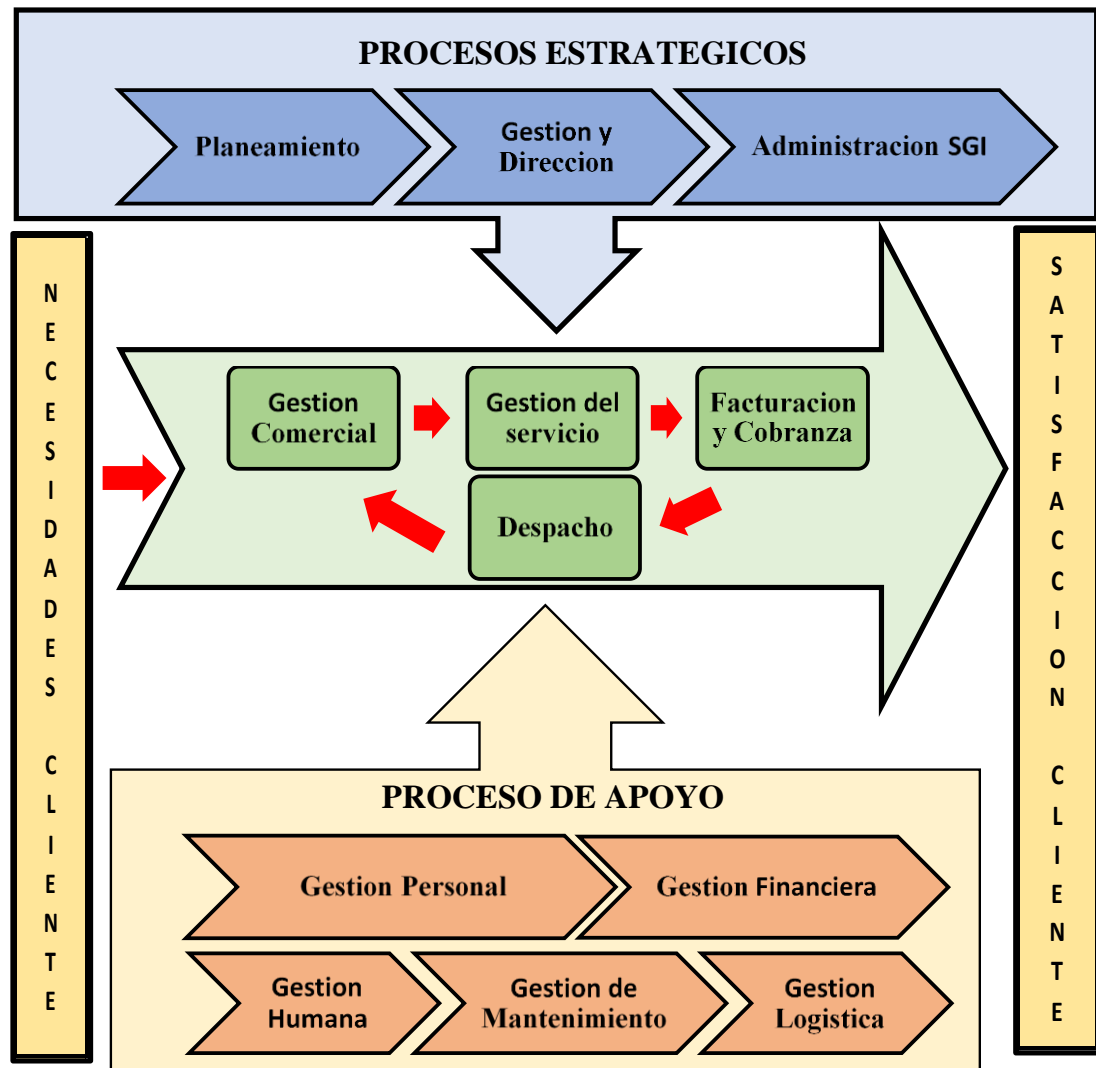 PROCESOS ESTRATEGICOS
Planeamiento
Gestion y
Direccion
Administracion SGI
NECESIDADES CLIENTE
Gestion
Comercial
Gestion del
servicio
Facturacion
y Cobranza
Despacho
SATISFACCION CLIENTE
PROCESO DE APOYO
Gestion Personal
Gestion Financiera
Gestion
Humana
Gestion de
Mantenimiento
Gestion
Logistica